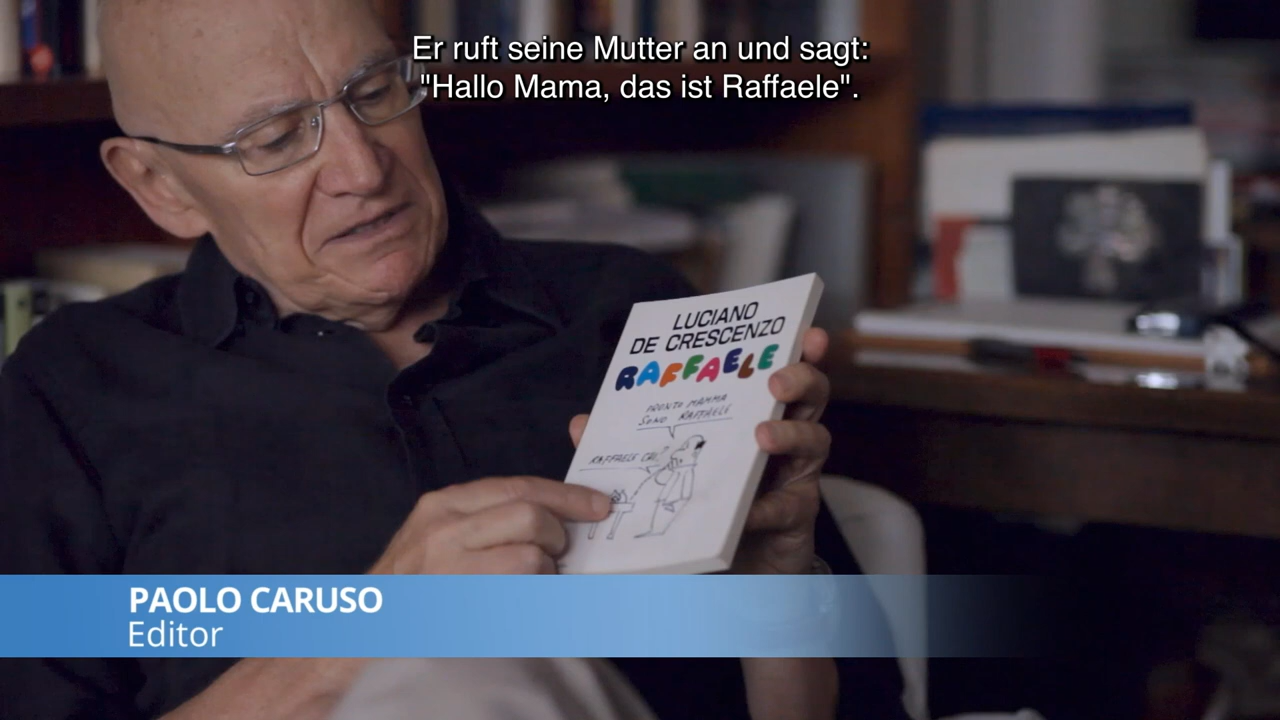 Er ruft seine Mutter an und sagt:
"Hallo Mama, das ist Raffaele".
LUCIANO
DE CRESCENZO
RAFFAELE
PRONTO MAMMA
SONO RAFFAELE
RAFFAELE
PAOLO CARUSO
Editor